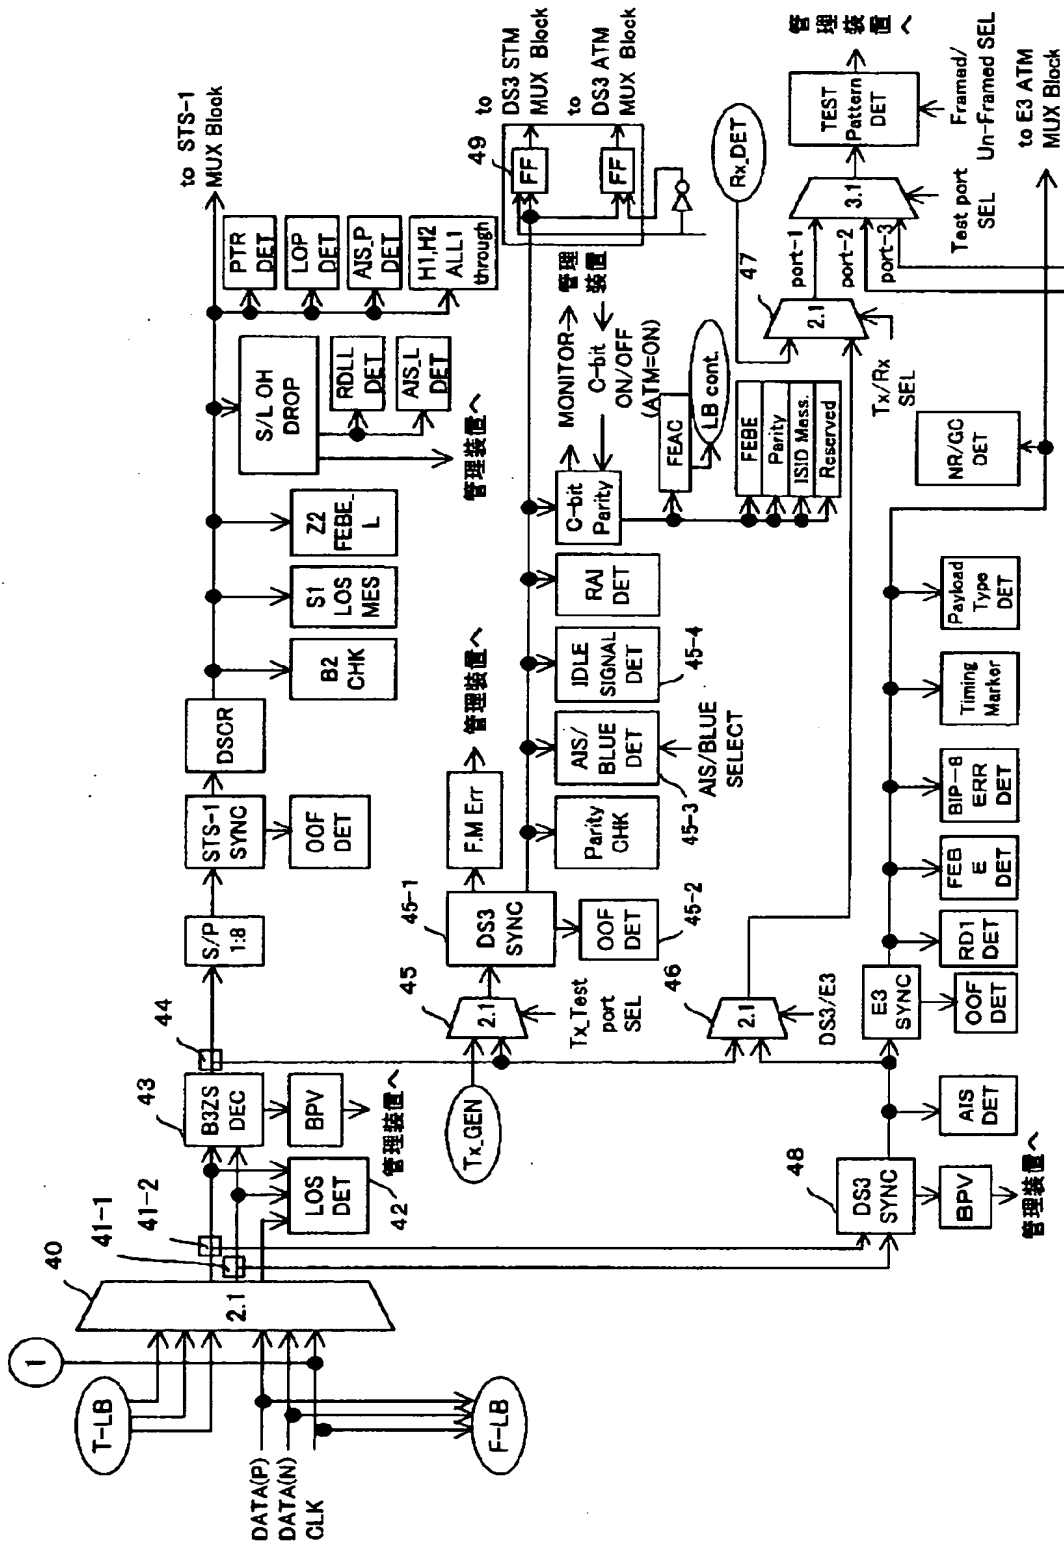 1
T-LB
DATA(P)
DATA(N)
CLK
F-LB
40
2.1
41-1
41-2
LOS
DET
42
43
B3ZS
DEC
BPV
管理装置へ
44
S/P
1:8
STS-1
SYNC
OOF
DET
DSCR
B2
CHK
S1
LOS
MES
Z2
FEBE_
L
S/L OH
DROP
管理装置へ
RDLL
DET
AIS_L
DET
PTR
DET
LOP
DET
AIS_P
DET
H1,H2
ALL1
through
to STS-1
MUX Block
Tx_GEN
45
2.1
Tx_Test
port
SEL
45-1
DS3
SYNC
F.M Err
管理装置へ
OOF
DET
45-2
Parity
CHK
AIS/
BLUE
DET
45-3
AIS/BLUE
SELECT
IDLE
SIGNAL
DET
45-4
RAI
DET
C-bit
Parity
MONITOR
管理
装置
C-bit
ON/OFF
(ATM=ON)
FEAC
LB cont.
FEBE
Parity
ISID Mass.
Reserved
49
FF
FF
to
DS3 STM
MUX Block
to
DS3 ATM
MUX Block
46
2.1
DS3/E3
Rx_DET
47
2.1
Tx/Rx
SEL
port-1
port-2
port-3
3.1
Test port
SEL
TEST
Pattern
DET
Framed/
Un-Framed SEL
管理装置へ
48
DS3
SYNC
BPV
管理装置へ
AIS
DET
E3
SYNC
OOF
DET
RD1
DET
FEB
E
DET
BIP-8
ERR
DET
Timing
Marker
Payload
Type
DET
NR/GC
DET
to E3 ATM
MUX Block